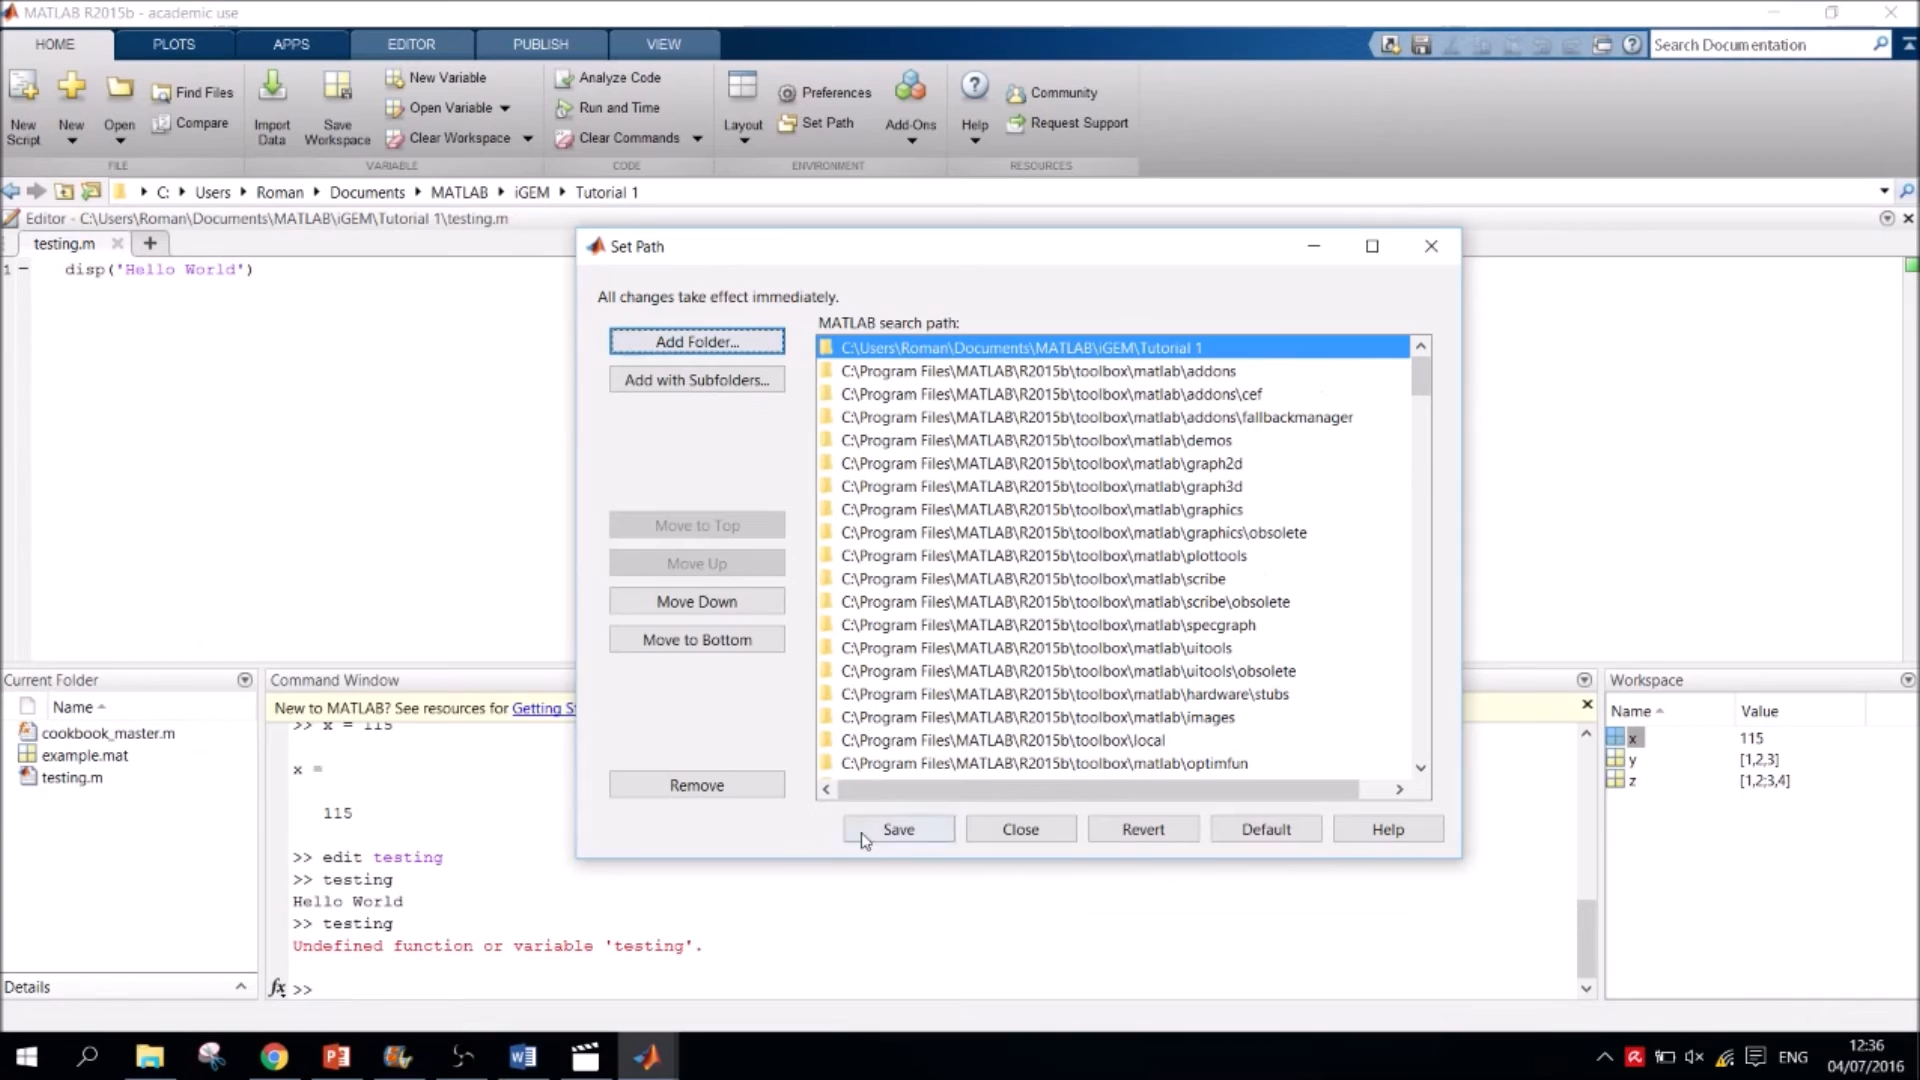 MATLAB R2015b - academic use
HOME PLOTS APPS EDITOR PUBLISH VIEW
Search Documentation
New Script
New
Open
Find Files
Compare
Import Data
Save Workspace
New Variable
Open Variable
Clear Workspace
Analyze Code
Run and Time
Clear Commands
Layout
Preferences
Set Path
Add-Ons
Help
Community
Request Support
FILE VARIABLE CODE ENVIRONMENT RESOURCES
C: Users Roman Documents MATLAB iGEM Tutorial 1
Editor - C:\Users\Roman\Documents\MATLAB\iGEM\Tutorial 1\testing.m
testing.m
1 disp('Hello World')
Set Path
All changes take effect immediately.
Add Folder...
Add with Subfolders...
Move to Top
Move Up
Move Down
Move to Bottom
Remove
MATLAB search path:
C:\Users\Roman\Documents\MATLAB\iGEM\Tutorial 1
C:\Program Files\MATLAB\R2015b\toolbox\matlab\addons
C:\Program Files\MATLAB\R2015b\toolbox\matlab\addons\cef
C:\Program Files\MATLAB\R2015b\toolbox\matlab\addons\fallbackmanager
C:\Program Files\MATLAB\R2015b\toolbox\matlab\demos
C:\Program Files\MATLAB\R2015b\toolbox\matlab\graph2d
C:\Program Files\MATLAB\R2015b\toolbox\matlab\graph3d
C:\Program Files\MATLAB\R2015b\toolbox\matlab\graphics
C:\Program Files\MATLAB\R2015b\toolbox\matlab\graphics\obsolete
C:\Program Files\MATLAB\R2015b\toolbox\matlab\plottools
C:\Program Files\MATLAB\R2015b\toolbox\matlab\scribe
C:\Program Files\MATLAB\R2015b\toolbox\matlab\scribe\obsolete
C:\Program Files\MATLAB\R2015b\toolbox\matlab\specgraph
C:\Program Files\MATLAB\R2015b\toolbox\matlab\uitools
C:\Program Files\MATLAB\R2015b\toolbox\matlab\uitools\obsolete
C:\Program Files\MATLAB\R2015b\toolbox\matlab\hardware\stubs
C:\Program Files\MATLAB\R2015b\toolbox\matlab\images
C:\Program Files\MATLAB\R2015b\toolbox\local
C:\Program Files\MATLAB\R2015b\toolbox\matlab\optimfun
Save Close Revert Default Help
Current Folder
Name
cookbook_master.m
example.mat
testing.m
Details
Command Window
New to MATLAB? See resources for Getting S
>> x = 115
x =
115
>> edit testing
>> testing
Hello World
>> testing
Undefined function or variable 'testing'.
fx >>
Workspace
Name Value
x 115
y [1,2,3]
z [1,2;3,4]
ENG
12:36
04/07/2016